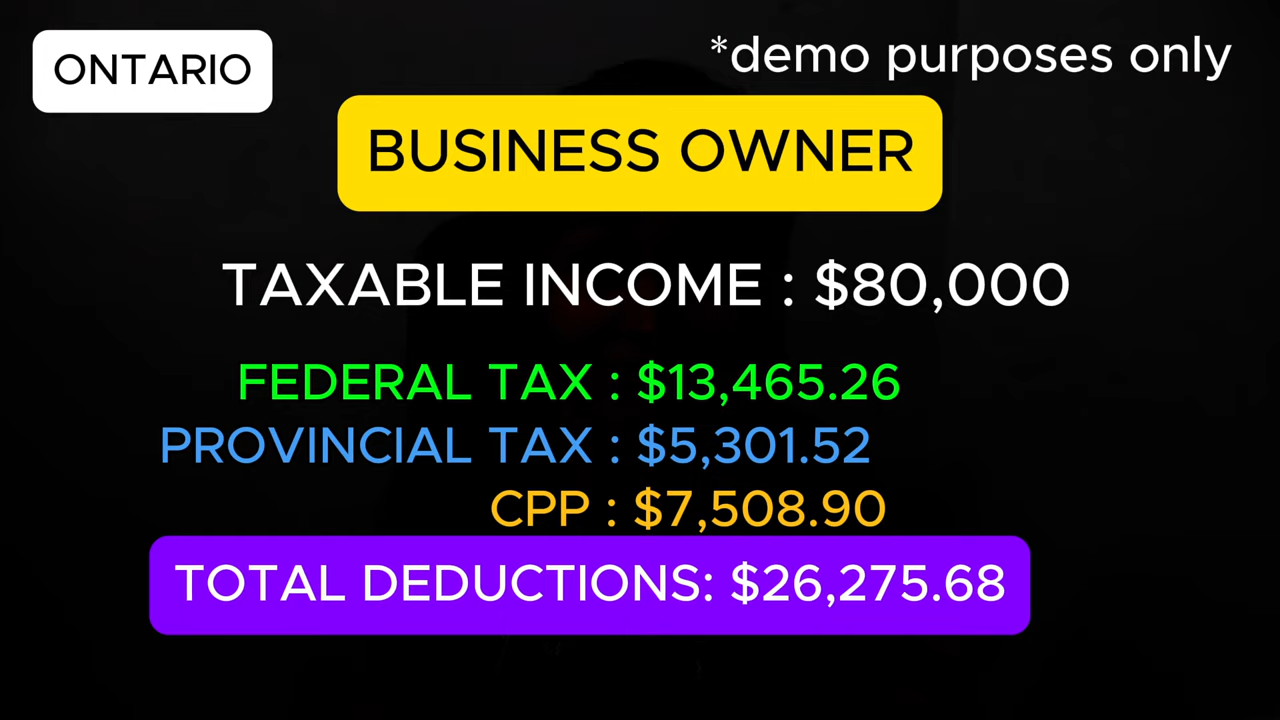 ONTARIO
*demo purposes only
BUSINESS OWNER
TAXABLE INCOME : $80,000
FEDERAL TAX : $13,465.26
PROVINCIAL TAX : $5,301.52
CPP : $7,508.90
TOTAL DEDUCTIONS: $26,275.68